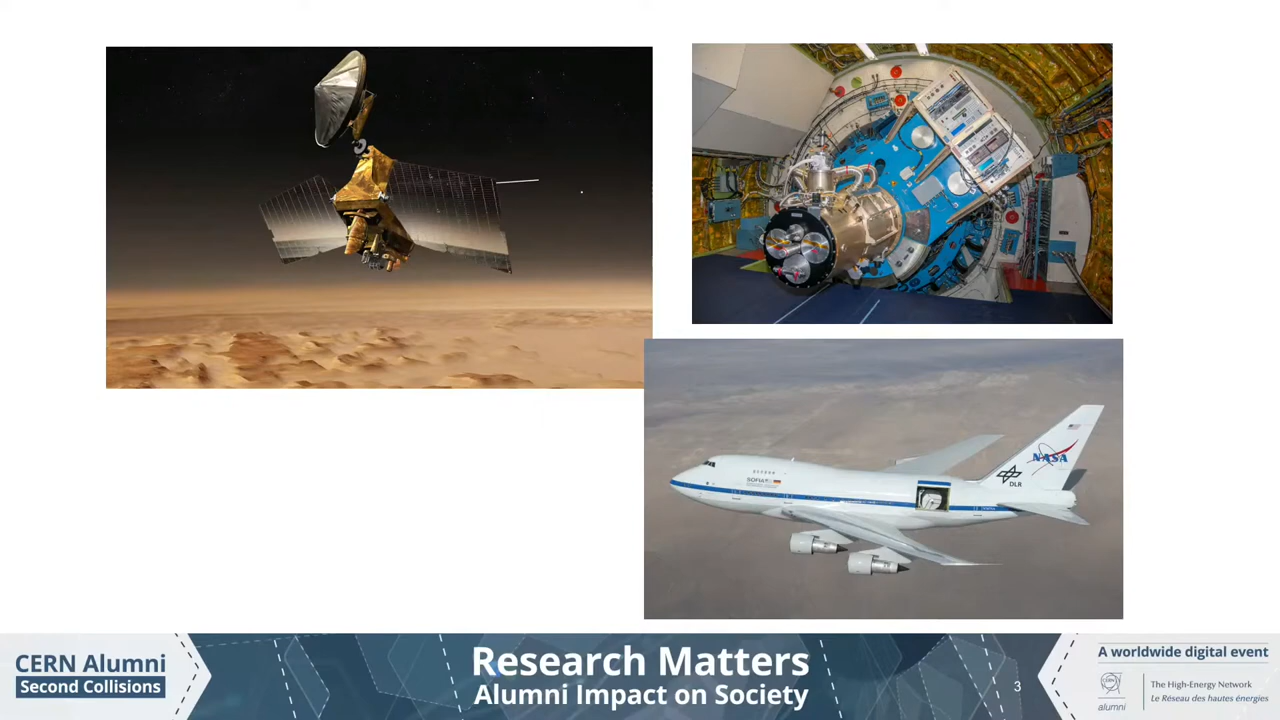 SOFIA
NASA
DLR
CERN Alumni
Second Collisions
Research Matters
Alumni Impact on Society
3
A worldwide digital event
CERN
alumni
The High-Energy Network
Le Réseau des hautes énergies